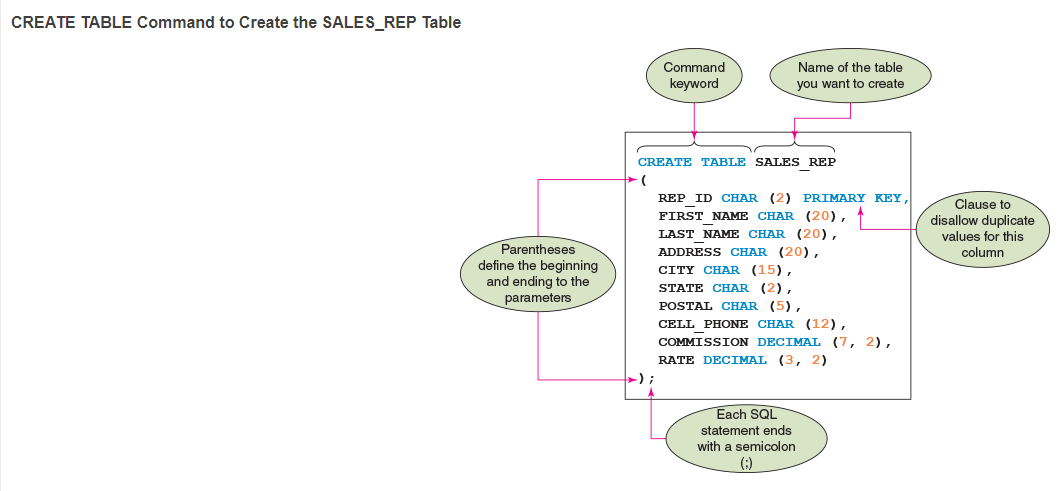 CREATE TABLE Command to Create the SALES_REP Table
Command
keyword
Name of the table
you want to create
CREATE TABLE SALES_REP
(
REP_ID CHAR (2) PRIMARY KEY,
FIRST_NAME CHAR (20),
LAST_NAME CHAR (20),
ADDRESS CHAR (20),
CITY CHAR (15),
STATE CHAR (2),
POSTAL CHAR (5),
CELL_PHONE CHAR (12),
COMMISSION DECIMAL (7, 2),
RATE DECIMAL (3, 2)
);
Clause to
disallow duplicate
values for this
column
Parentheses
define the beginning
and ending to the
parameters
Each SQL
statement ends
with a semicolon
(;)